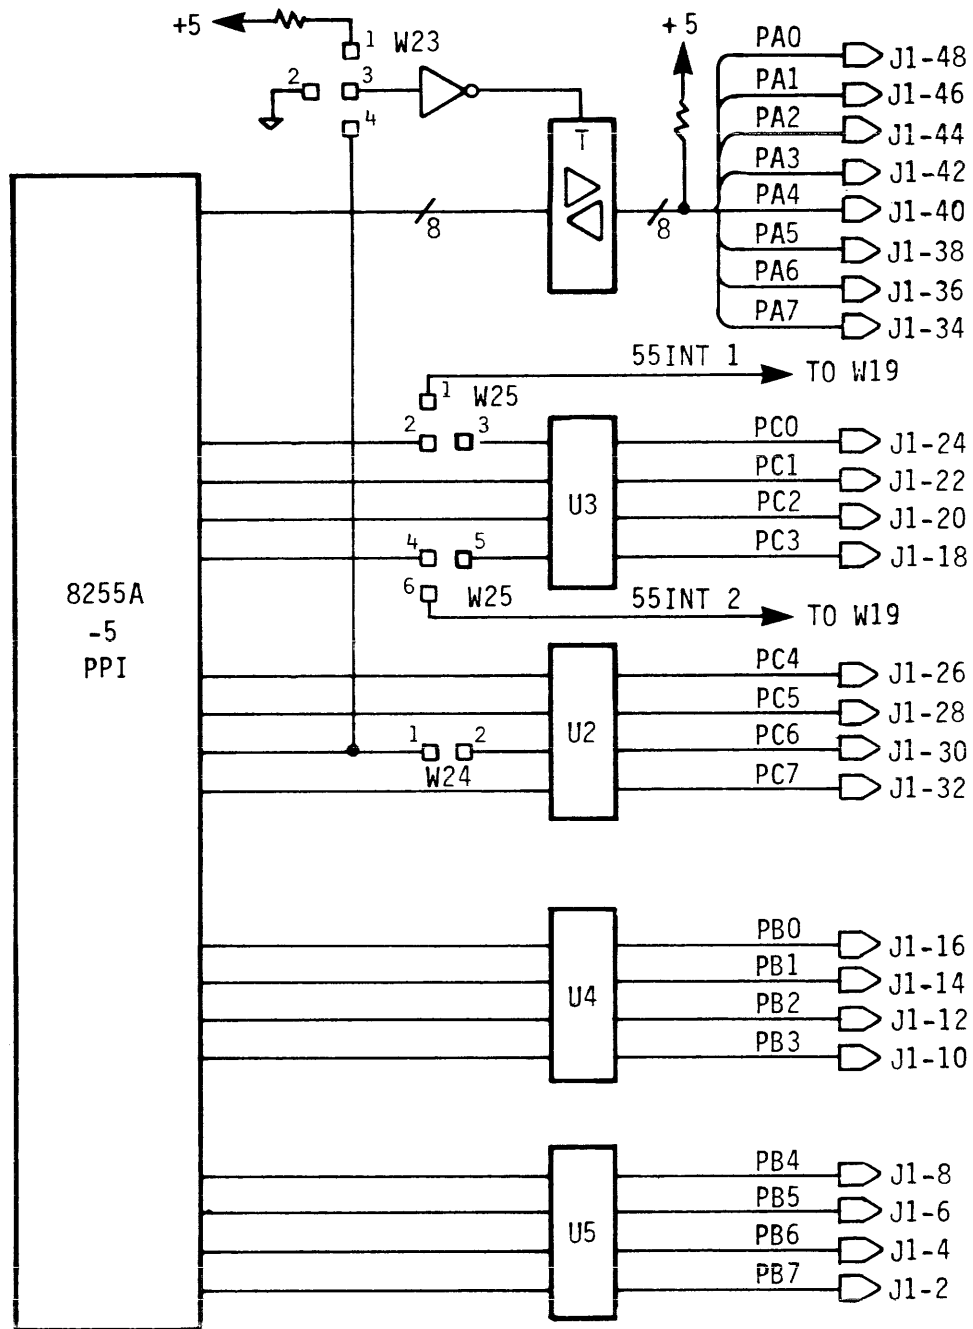 +5
1 W23
2
3
4
T
+5
8
8
PA0 J1-48
PA1 J1-46
PA2 J1-44
PA3 J1-42
PA4 J1-40
PA5 J1-38
PA6 J1-36
PA7 J1-34
55INT 1 TO W19
1 W25
2 3
PC0 J1-24
PC1 J1-22
U3
PC2 J1-20
4 5
PC3 J1-18
6 W25
55INT 2 TO W19
8255A
-5
PPI
PC4 J1-26
PC5 J1-28
U2
1 2
PC6 J1-30
W24
PC7 J1-32
PB0 J1-16
PB1 J1-14
U4
PB2 J1-12
PB3 J1-10
PB4 J1-8
PB5 J1-6
U5
PB6 J1-4
PB7 J1-2